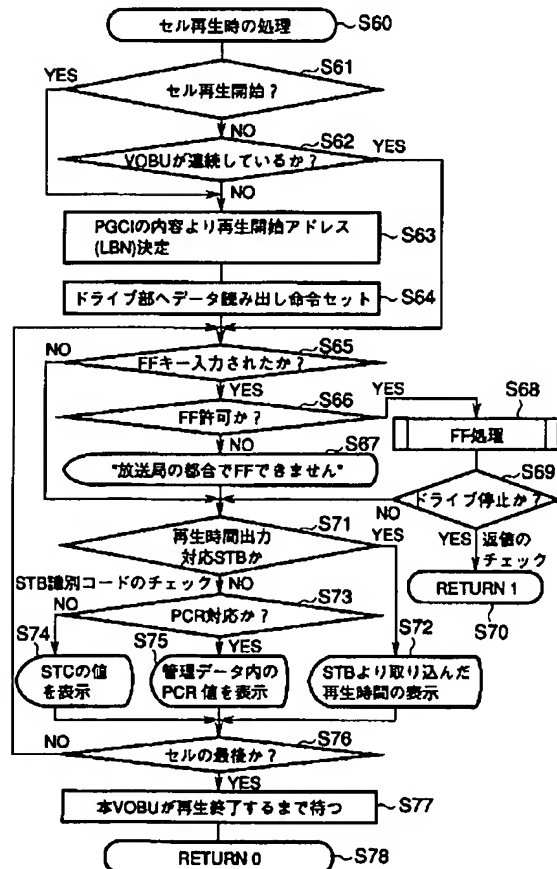 セル再生時の処理
S60
S61
YES
セル再生開始？
NO
S62
VOBUが連続しているか？
YES
NO
PGCIの内容より再生開始アドレス
(LBN)決定
S63
ドライブ部へデータ読み出し命令セット
S64
S65
NO
FFキー入力されたか？
YES
S66
FF許可か？
YES
S68
FF処理
NO
S67
"放送局の都合でFFできません"
S69
ドライブ停止か？
NO
YES
返値の
チェック
RETURN 1
S70
S71
再生時間出力
対応STBか
YES
STB識別コードのチェック
NO
S73
NO
PCR対応か？
S74
S75
YES
S72
STCの値
を表示
管理データ内の
PCR 値を表示
STBより取り込んだ
再生時間の表示
S76
NO
セルの最後か？
YES
本VOBUが再生終了するまで待つ
S77
RETURN 0
S78